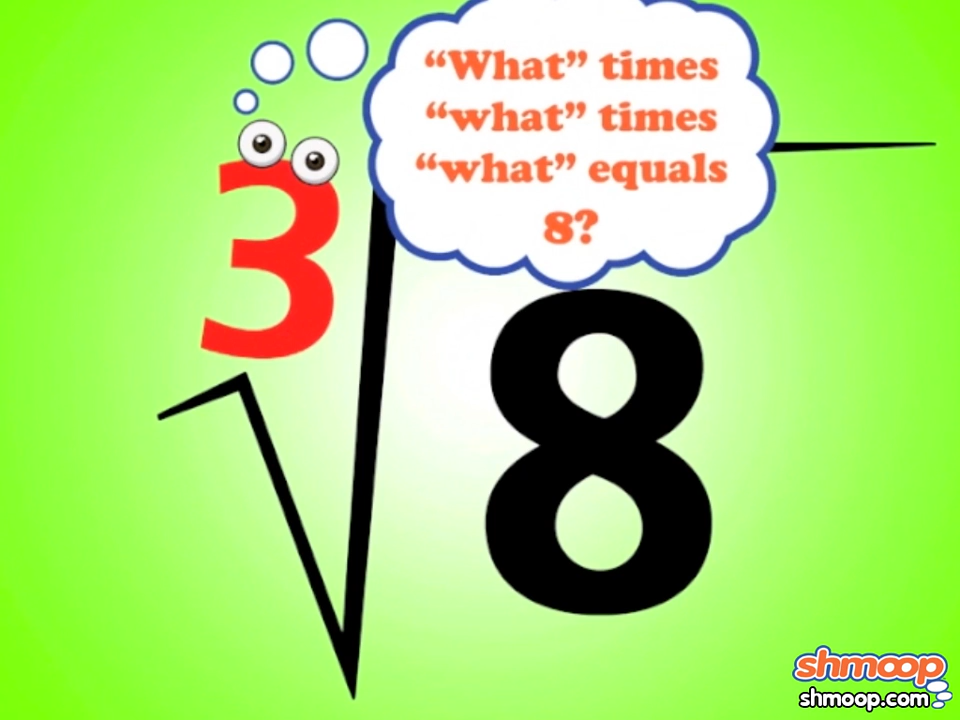 “What” times
“what” times
“what” equals
8?
3
√8
shmoop
shmoop.com